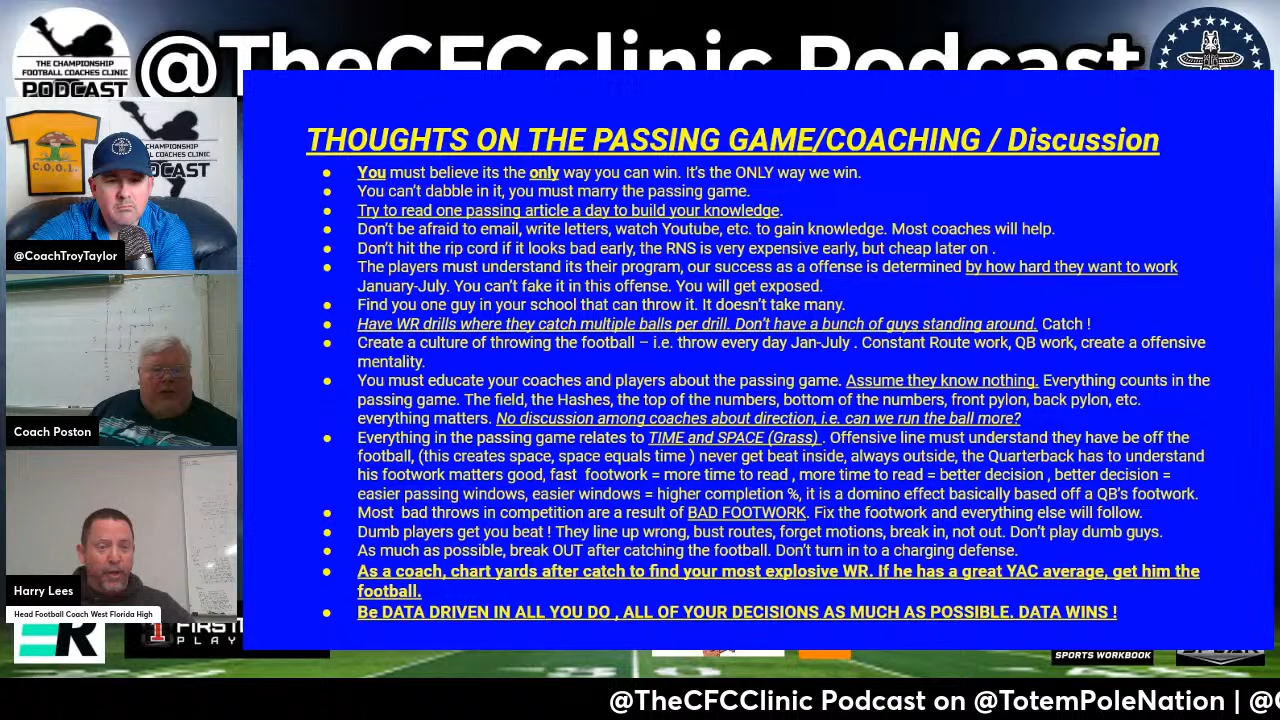 @TheCFCclinic Podcast
THE CHAMPIONSHIP
FOOTBALL COACHES CLINIC
PODCAST
C.O.O.L.
CHAMPIONSHIP
BALL COACHES CLINIC
PODCAST
@CoachTroyTaylor
Coach Poston
Harry Lees
Head Football Coach West Florida High
THOUGHTS ON THE PASSING GAME/COACHING / Discussion
● You must believe its the only way you can win. It's the ONLY way we win.
● You can't dabble in it, you must marry the passing game.
● Try to read one passing article a day to build your knowledge.
● Don't be afraid to email, write letters, watch Youtube, etc. to gain knowledge. Most coaches will help.
● Don't hit the rip cord if it looks bad early, the RNS is very expensive early, but cheap later on .
● The players must understand its their program, our success as a offense is determined by how hard they want to work
January-July. You can't fake it in this offense. You will get exposed.
● Find you one guy in your school that can throw it. It doesn't take many.
● Have WR drills where they catch multiple balls per drill. Don't have a bunch of guys standing around. Catch !
● Create a culture of throwing the football – i.e. throw every day Jan-July . Constant Route work, QB work, create a offensive
mentality.
● You must educate your coaches and players about the passing game. Assume they know nothing. Everything counts in the
passing game. The field, the Hashes, the top of the numbers, bottom of the numbers, front pylon, back pylon, etc.
everything matters. No discussion among coaches about direction, i.e. can we run the ball more?
● Everything in the passing game relates to TIME and SPACE (Grass) . Offensive line must understand they have be off the
football, (this creates space, space equals time ) never get beat inside, always outside, the Quarterback has to understand
his footwork matters good, fast footwork = more time to read , more time to read = better decision , better decision =
easier passing windows, easier windows = higher completion %, it is a domino effect basically based off a QB's footwork.
● Most bad throws in competition are a result of BAD FOOTWORK. Fix the footwork and everything else will follow.
● Dumb players get you beat ! They line up wrong, bust routes, forget motions, break in, not out. Don't play dumb guys.
● As much as possible, break OUT after catching the football. Don't turn in to a charging defense.
● As a coach, chart yards after catch to find your most explosive WR. If he has a great YAC average, get him the
football.
● Be DATA DRIVEN IN ALL YOU DO , ALL OF YOUR DECISIONS AS MUCH AS POSSIBLE. DATA WINS !
FIRST
PLAY
SPORTS WORKBOOK
@TheCFCClinic Podcast on @TotemPoleNation | @